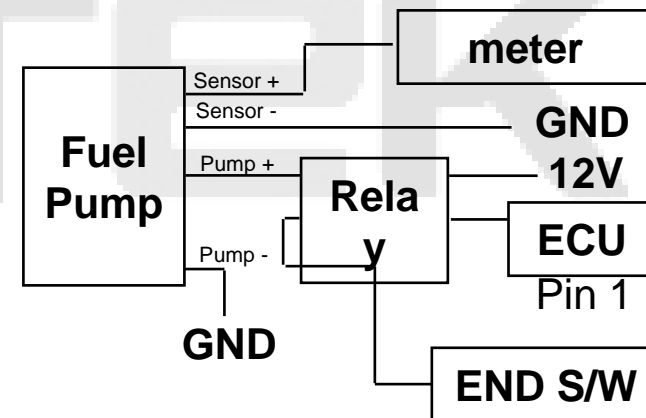 meter
Sensor +
Sensor -
GND
Fuel
Pump
Pump +
12V
Rela
y
ECU
Pump -
Pin 1
GND
END S/W